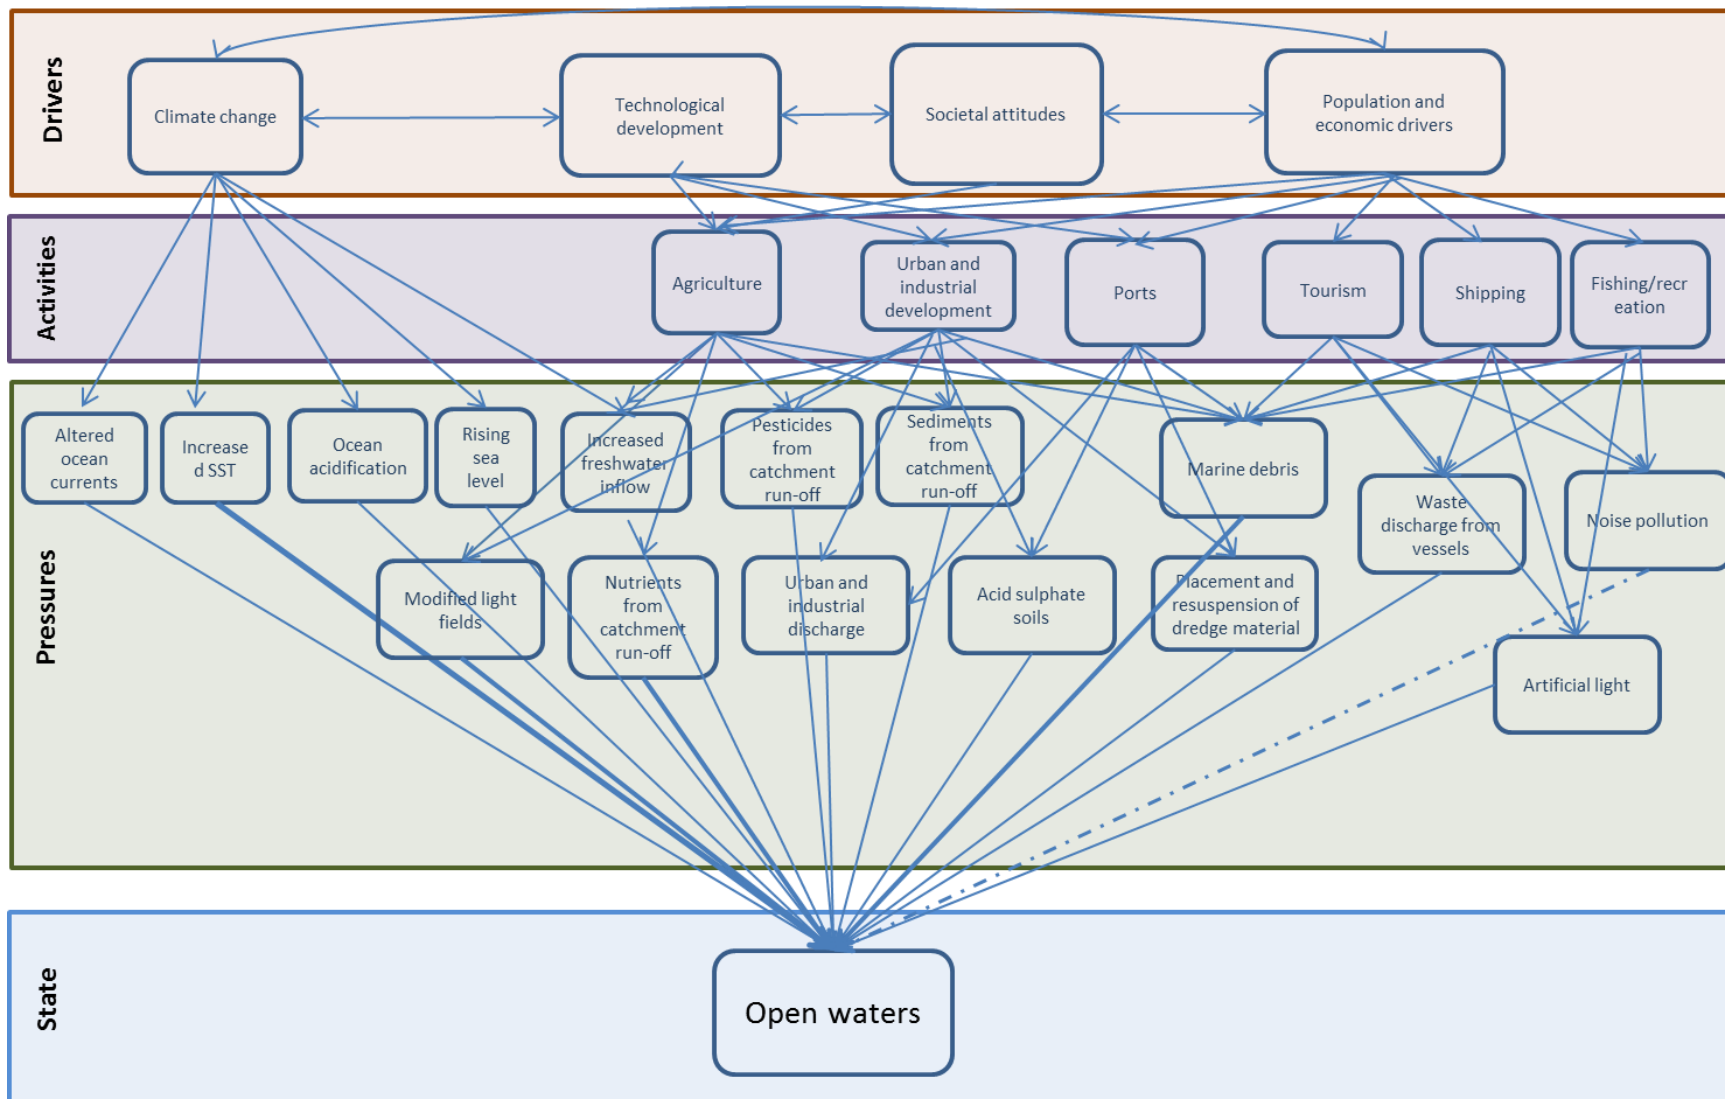 Drivers
Climate change
Technological
development
Societal attitudes
Population and
economic drivers
Activities
Agriculture
Urban and
industrial
development
Ports
Tourism
Shipping
Fishing/recr
eation
Pressures
Altered
ocean
currents
Increase
d SST
Ocean
acidification
Rising
sea
level
Increased
freshwater
inflow
Pesticides
from
catchment
run-off
Sediments
from
catchment
run-off
Marine debris
Waste
discharge from
vessels
Noise pollution
Modified light
fields
Nutrients
from
catchment
run-off
Urban and
industrial
discharge
Acid sulphate
soils
Placement and
resuspension of
dredge material
Artificial light
State
Open waters